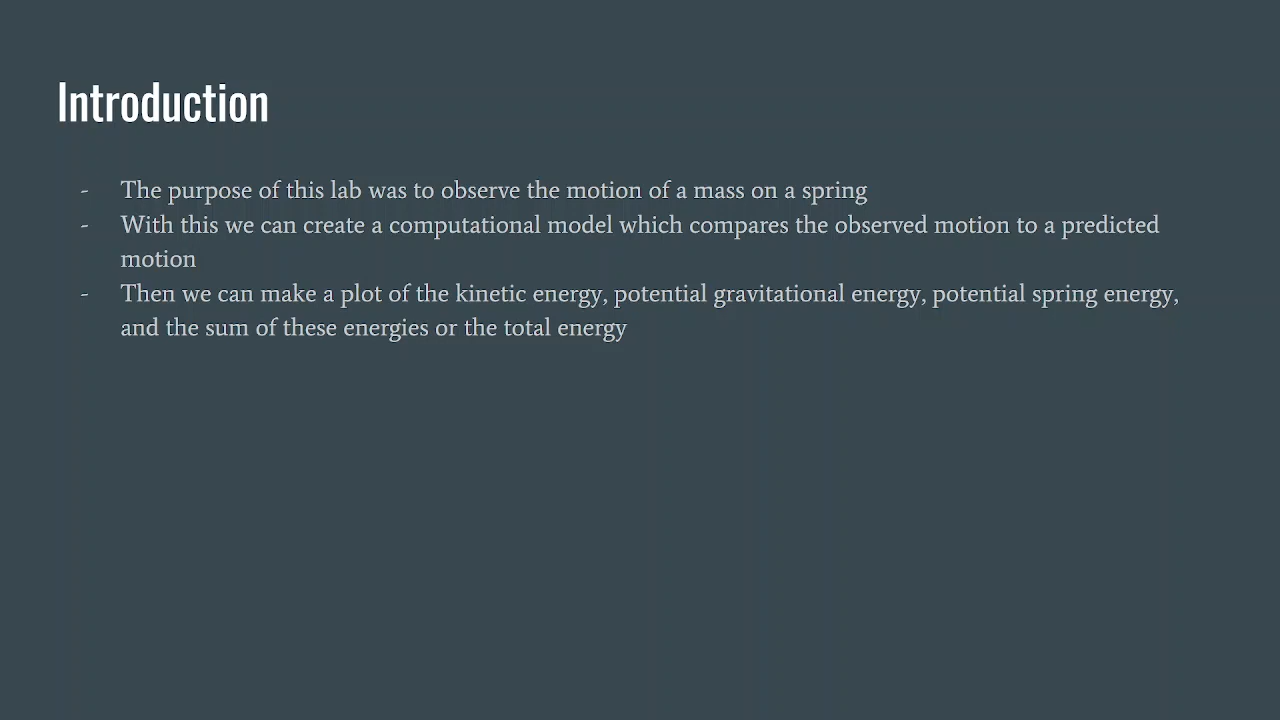 Introduction
- The purpose of this lab was to observe the motion of a mass on a spring
- With this we can create a computational model which compares the observed motion to a predicted
motion
- Then we can make a plot of the kinetic energy, potential gravitational energy, potential spring energy,
and the sum of these energies or the total energy